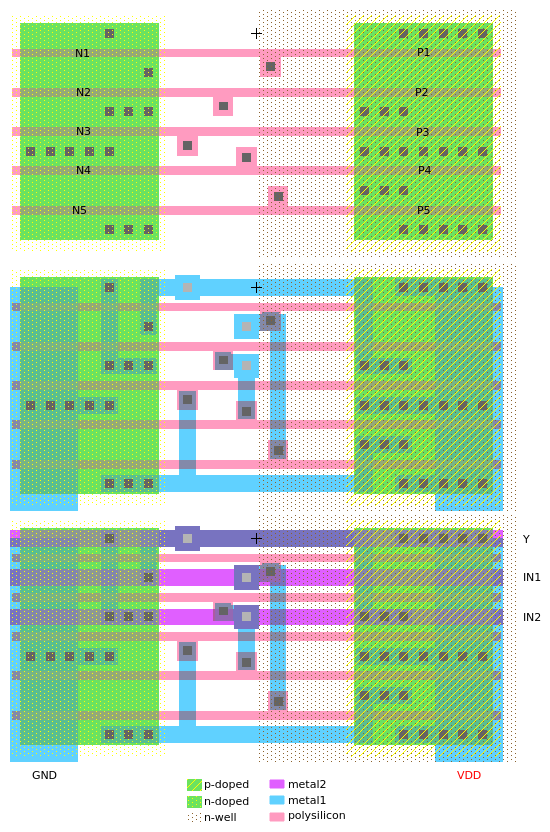 N1 P1
N2 P2
N3 P3
N4 P4
N5 P5
Y
IN1
IN2
GND VDD
p-doped metal2
n-doped metal1
n-well polysilicon